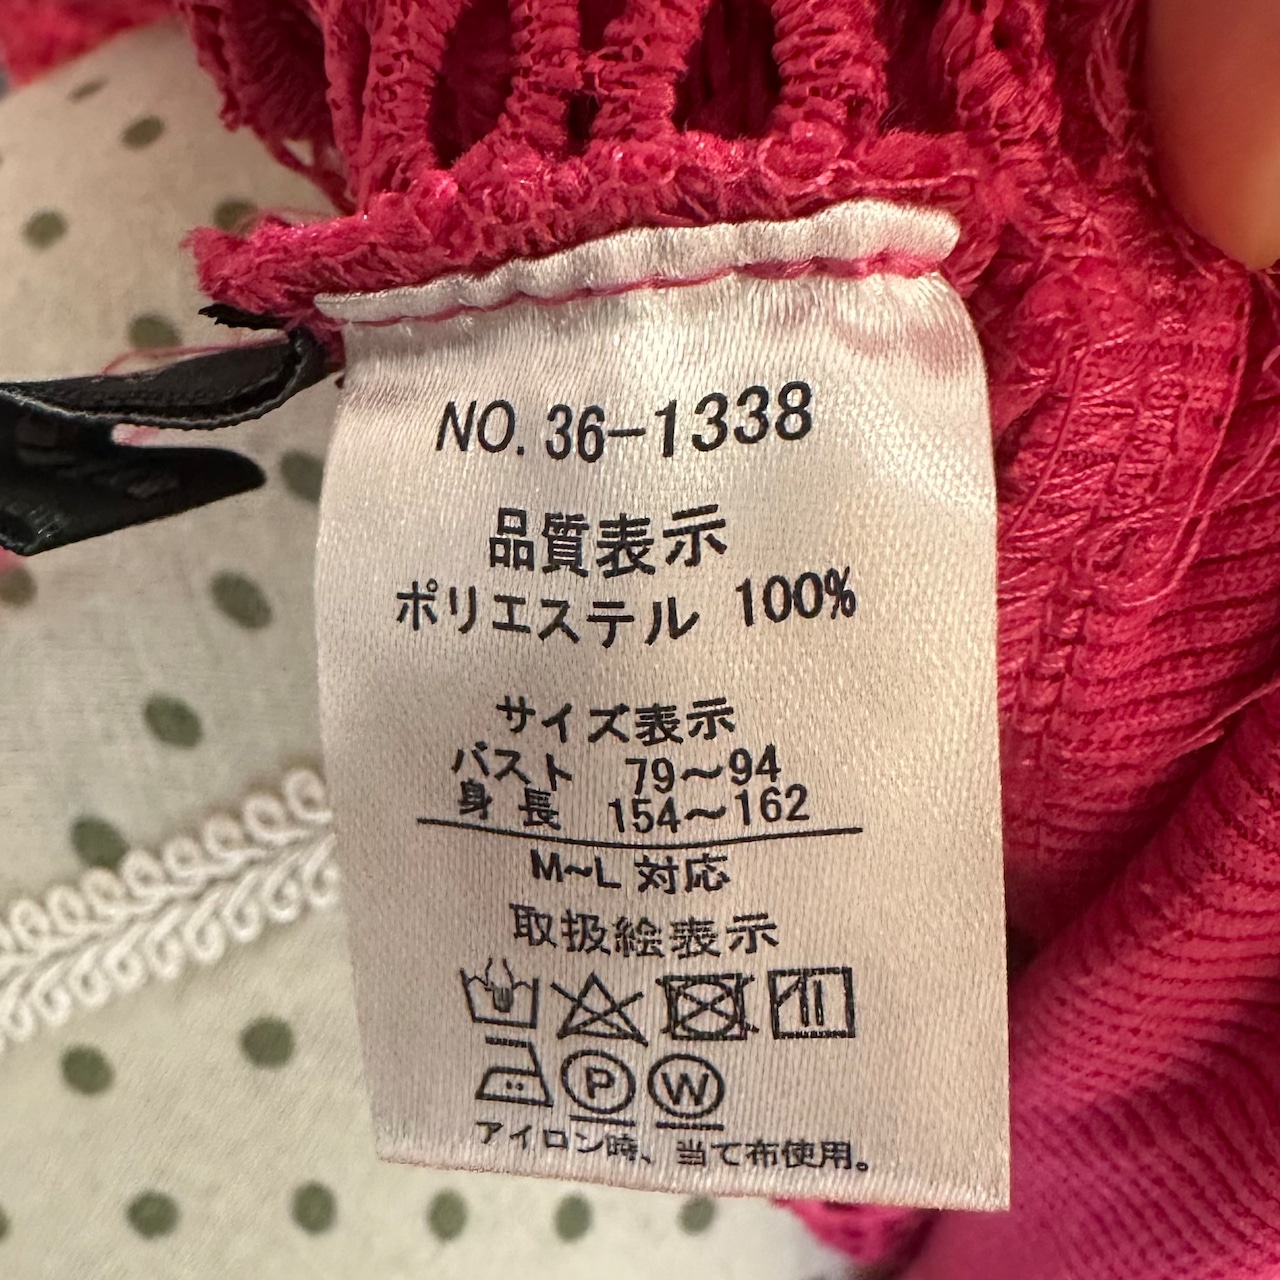 NO. 36-1338
品質表示
ポリエステル 100%
サイズ表示
バスト 79～94
身長 154～162
M~L 対応
取扱絵表示
P W
アイロン時、当て布使用。